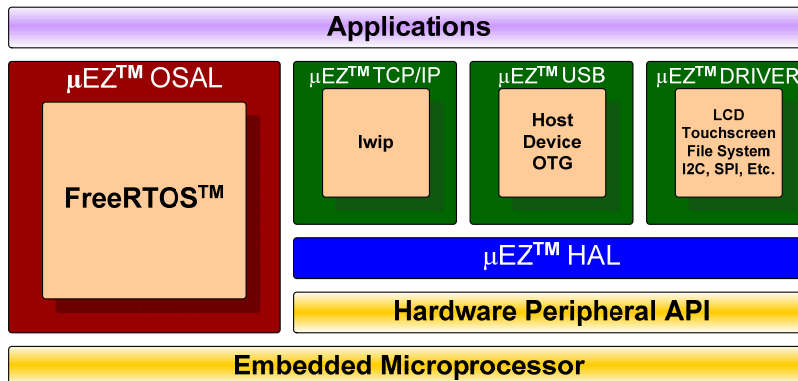 Applications
μEZ™ OSAL
FreeRTOS™
μEZ™ TCP/IP
lwip
μEZ™ USB
Host
Device
OTG
μEZ™ DRIVER
LCD
Touchscreen
File System
I2C, SPI, Etc.
μEZ™ HAL
Hardware Peripheral API
Embedded Microprocessor